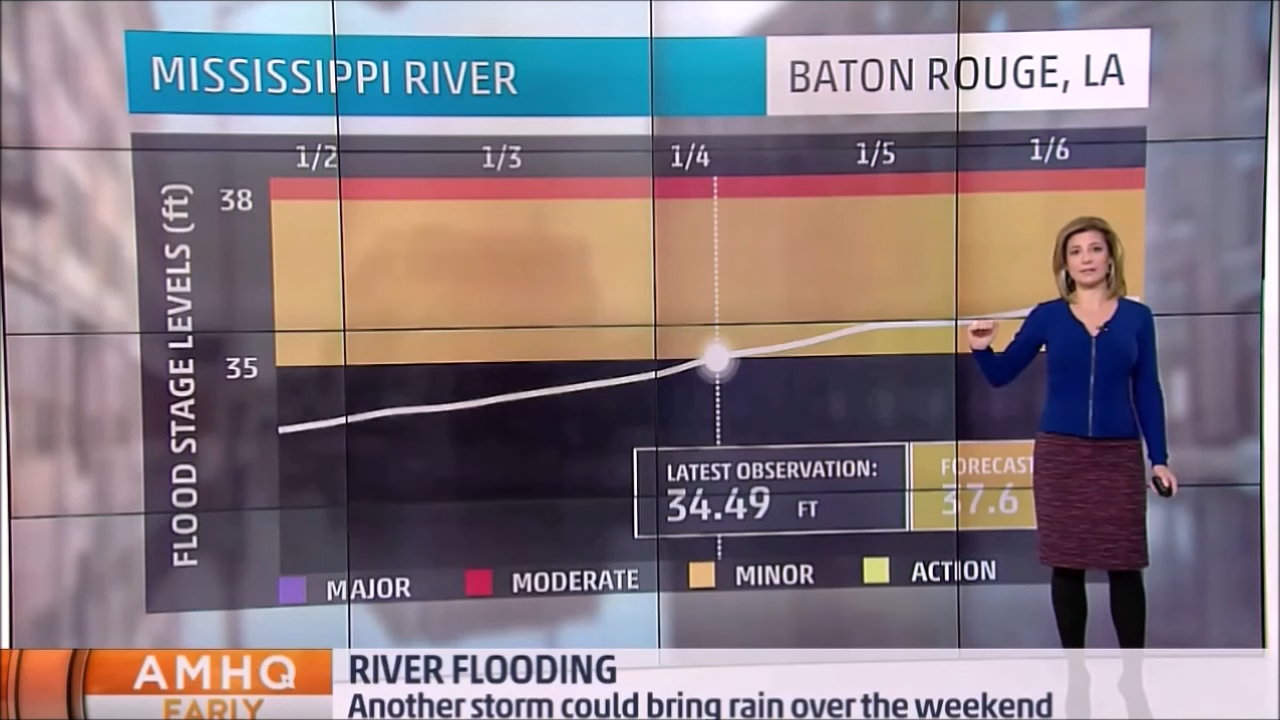 MISSISSIPPI RIVER
BATON ROUGE, LA
1/2 1/3 1/4 1/5 1/6
FLOOD STAGE LEVELS (ft)
38
35
LATEST OBSERVATION:
34.49 FT
FORECAST
37.6
MAJOR MODERATE MINOR ACTION
AMHQ
EARLY
RIVER FLOODING
Another storm could bring rain over the weekend